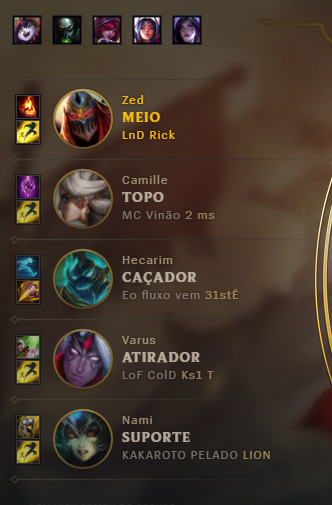 Zed
MEIO
LnD Rick
Camille
TOPO
MC Vinão 2 ms
Hecarim
CAÇADOR
Eo fluxo vem 31stÊ
Varus
ATIRADOR
LoF ColD Ks1 T
Nami
SUPORTE
KAKAROTO PELADO LION